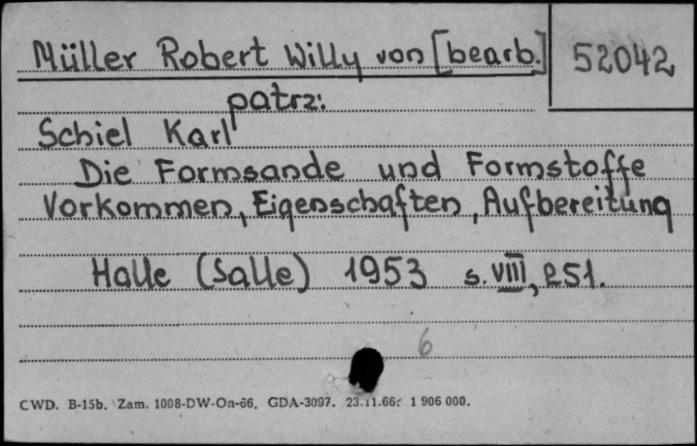 Müller Robert Willy von [bearb.] 52042
patrz:
Schiel Karl
Die Formsande und Formstoffe
Vorkommen, Eigenschaften, Aufbereitung
Halle (Salle) 1953 s. VIII, 251.
6
CWD. B-15b. Zam. 1008-DW-On-66. GDA-3097. 23.11.66. 1 906 000.